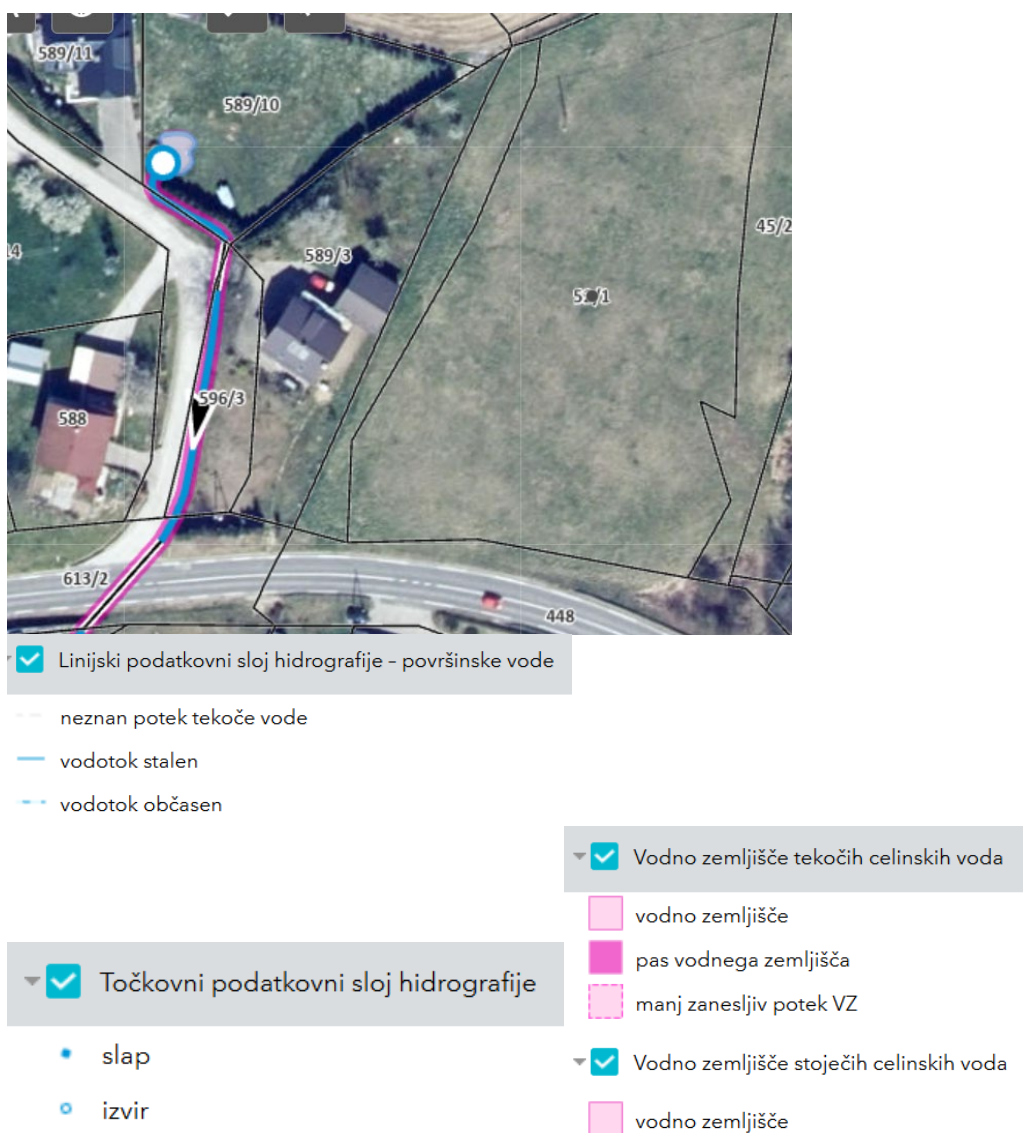 589/11
589/10
45/2
589/3
4
596/3
588
613/2
448
Linijski podatkovni sloj hidrografije - površinske vode
neznan potek tekoče vode
vodotok stalen
vodotok občasen
Vodno zemljišče tekočih celinskih voda
vodno zemljišče
pas vodnega zemljišča
manj zanesljiv potek VZ
Točkovni podatkovni sloj hidrografije
slap
izvir
Vodno zemljišče stoječih celinskih voda
vodno zemljišče